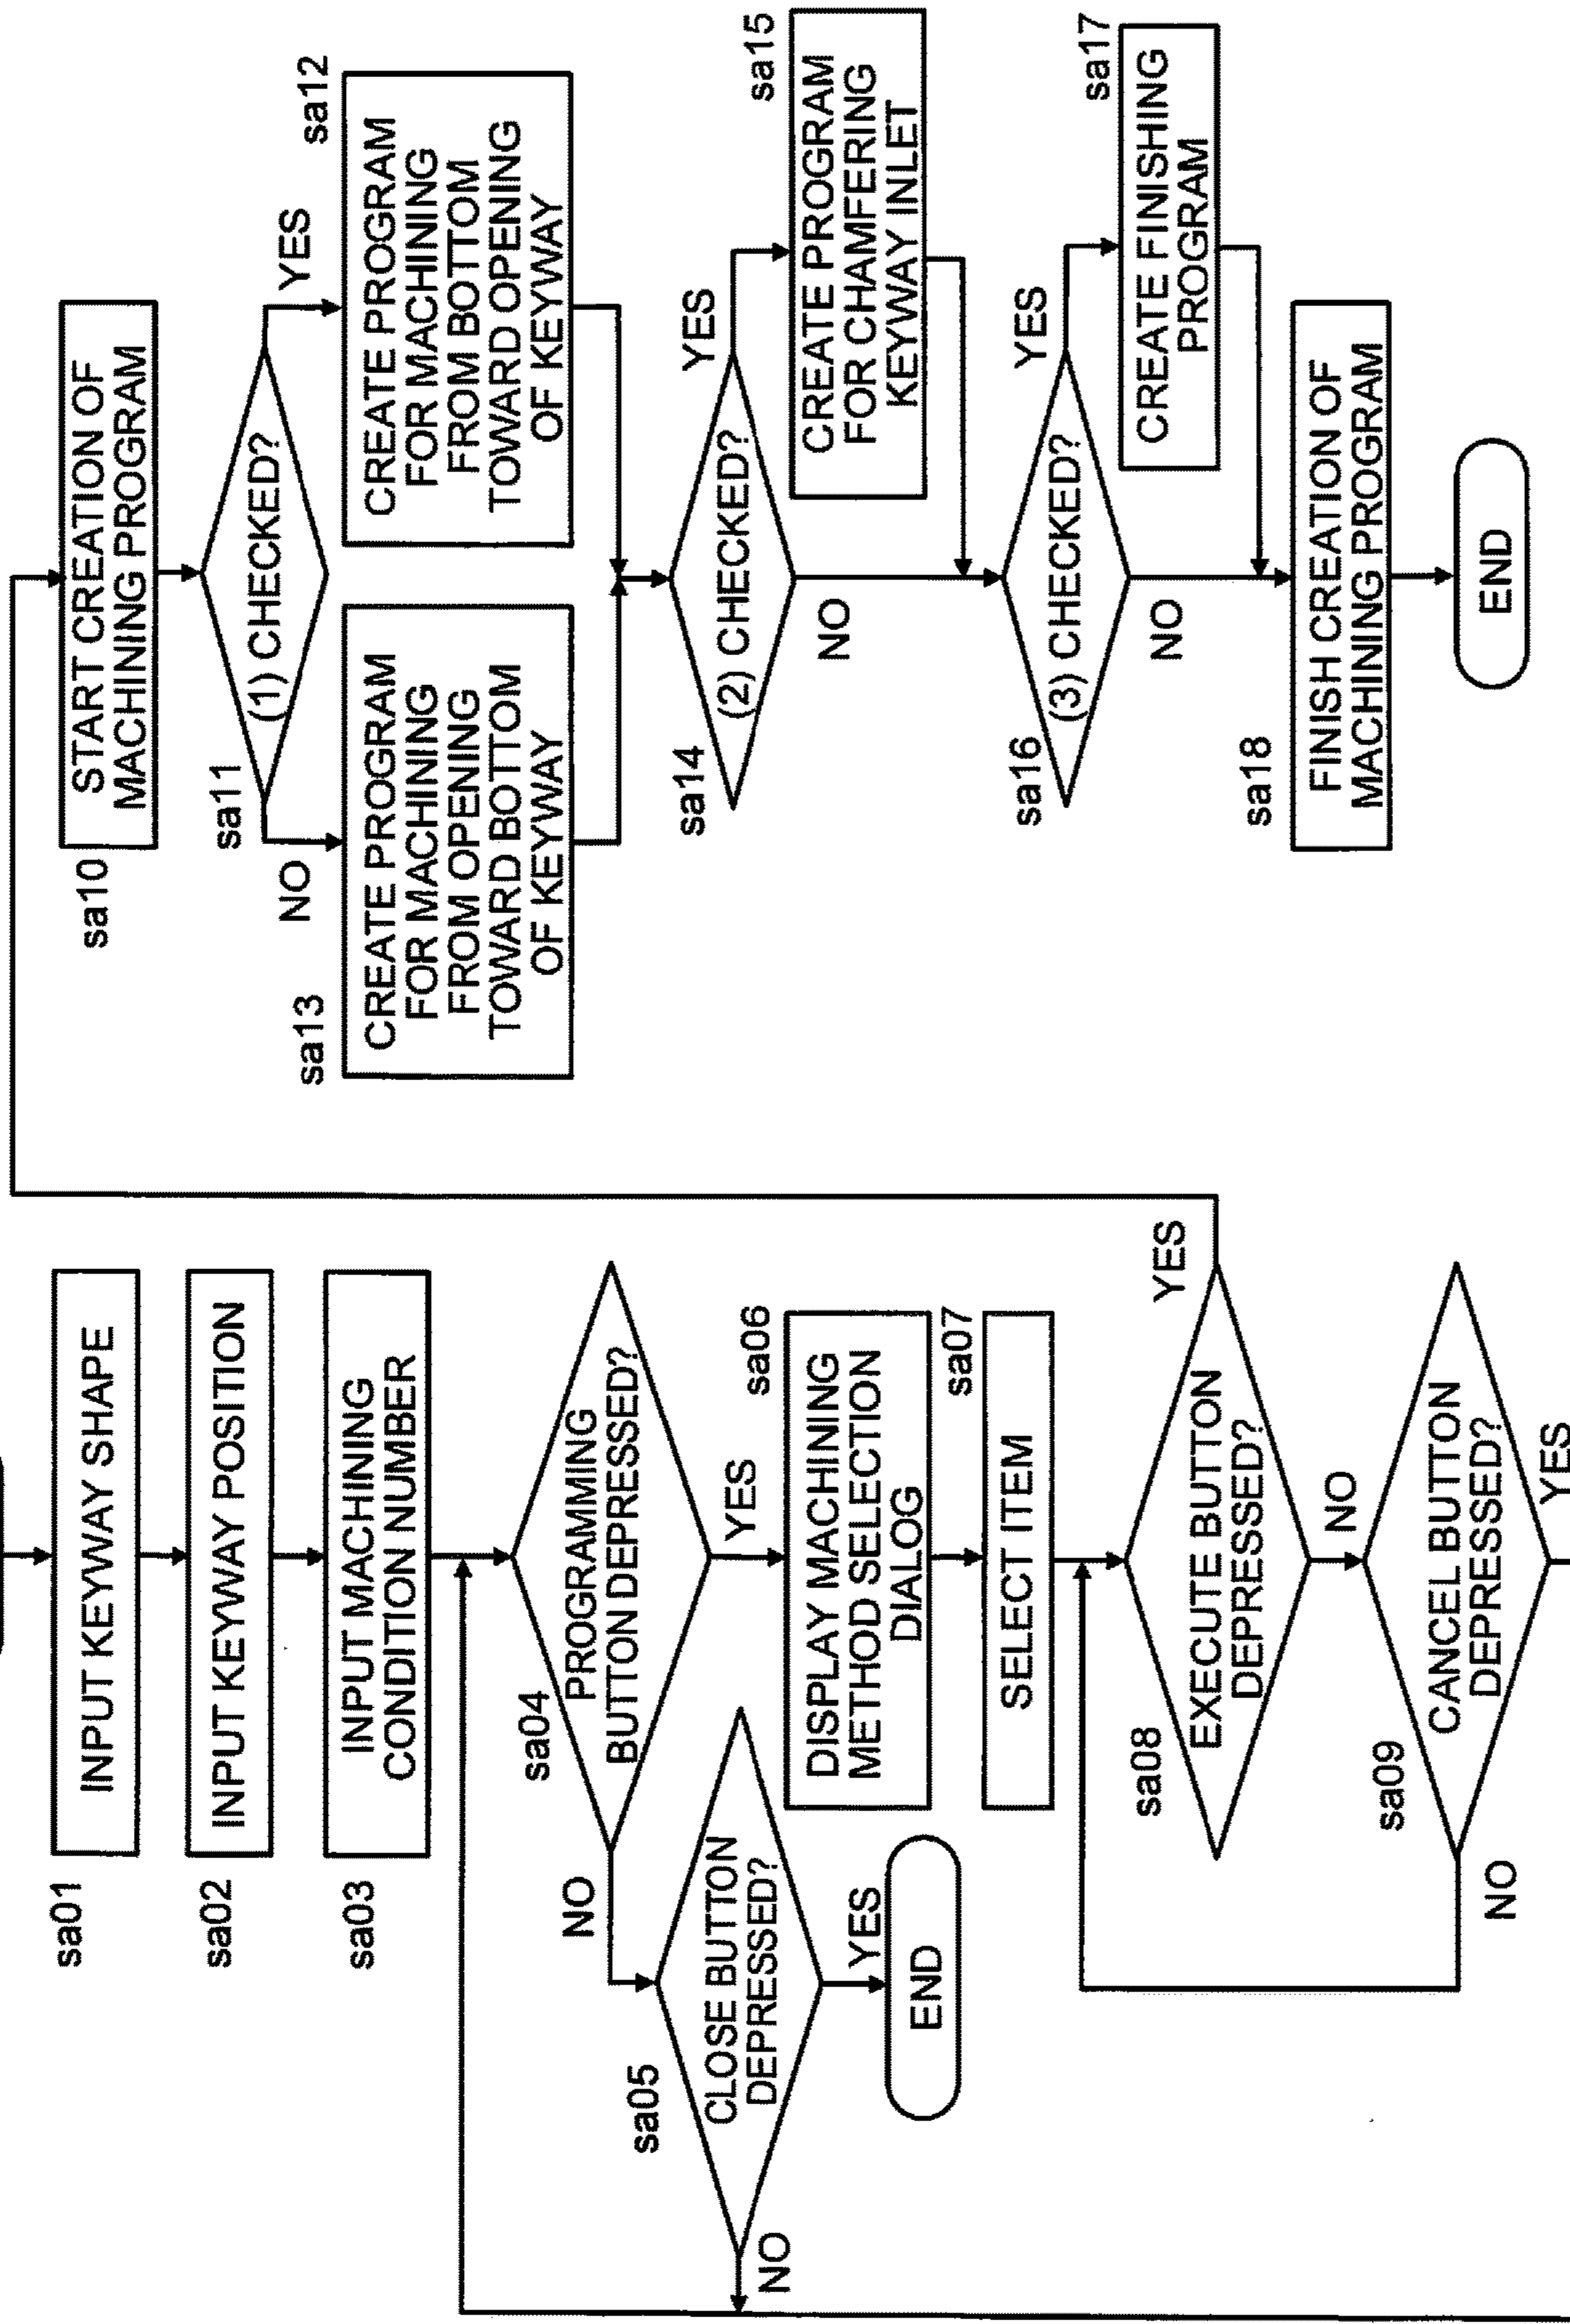 sa01
INPUT KEYWAY SHAPE
sa02
INPUT KEYWAY POSITION
sa03
INPUT MACHINING
CONDITION NUMBER
sa04
PROGRAMMING
BUTTON DEPRESSED?
NO
YES
sa05
CLOSE BUTTON
DEPRESSED?
NO
YES
END
sa06
DISPLAY MACHINING
METHOD SELECTION
DIALOG
sa07
SELECT ITEM
sa08
EXECUTE BUTTON
DEPRESSED?
YES
NO
sa09
CANCEL BUTTON
DEPRESSED?
NO
YES
sa10
START CREATION OF
MACHINING PROGRAM
sa11
(1) CHECKED?
NO
YES
sa12
CREATE PROGRAM
FOR MACHINING
FROM BOTTOM
TOWARD OPENING
OF KEYWAY
sa13
CREATE PROGRAM
FOR MACHINING
FROM OPENING
TOWARD BOTTOM
OF KEYWAY
sa14
(2) CHECKED?
YES
NO
sa15
CREATE PROGRAM
FOR CHAMFERING
KEYWAY INLET
sa16
(3) CHECKED?
YES
NO
sa17
CREATE FINISHING
PROGRAM
sa18
FINISH CREATION OF
MACHINING PROGRAM
END